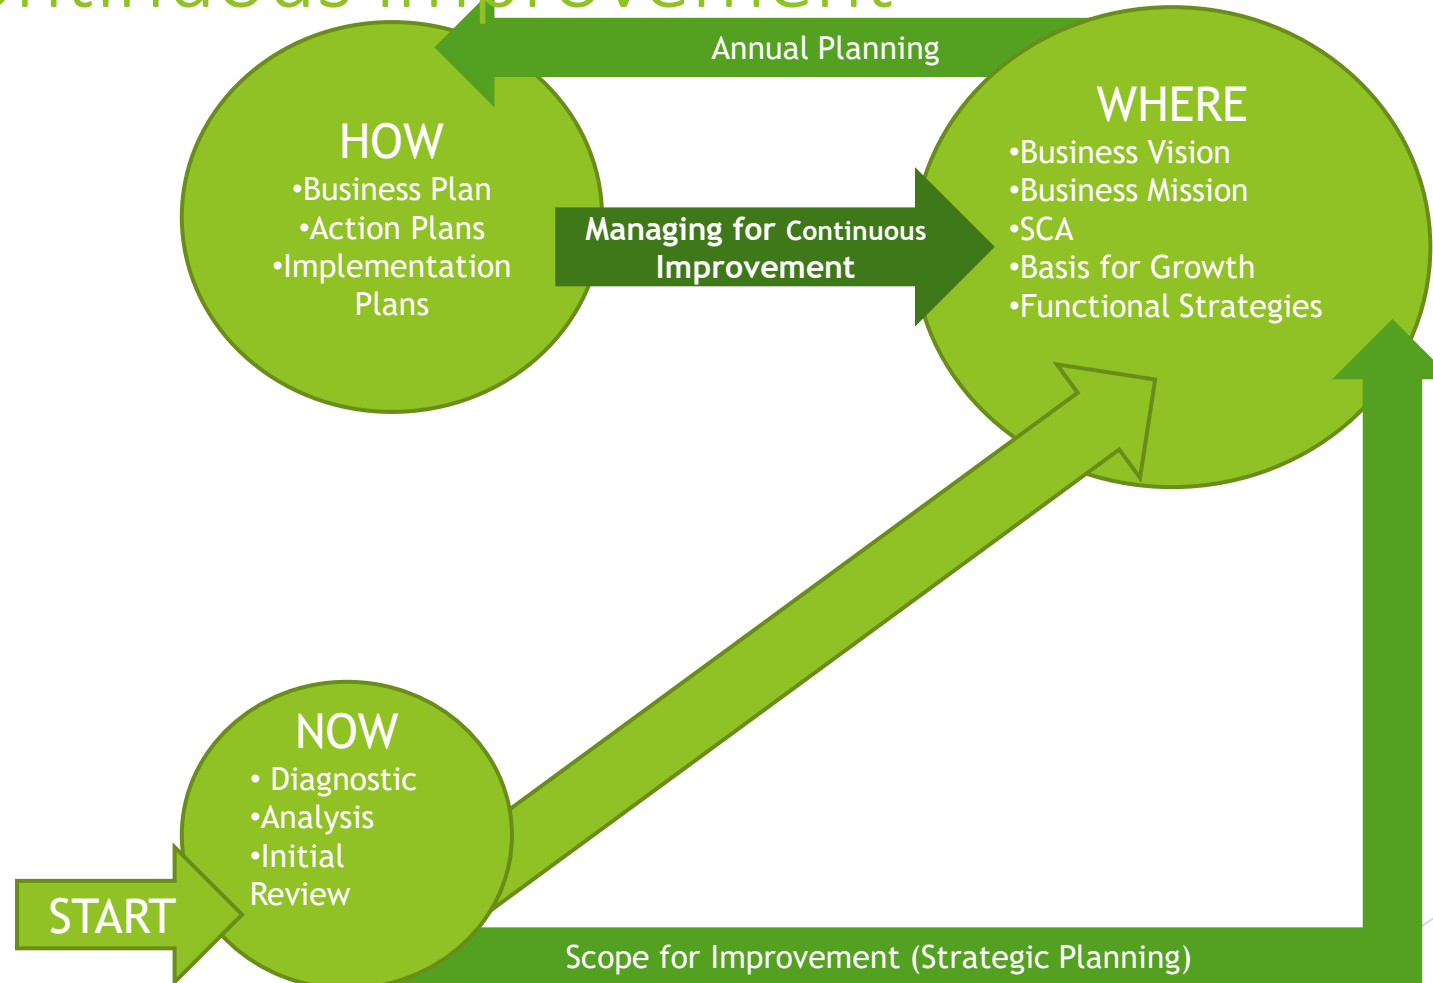 Improvement
Annual Planning
HOW
•Business Plan
•Action Plans
•Implementation
Plans
Managing for Continuous
Improvement
WHERE
•Business Vision
•Business Mission
•SCA
•Basis for Growth
•Functional Strategies
NOW
• Diagnostic
•Analysis
•Initial
Review
START
Scope for Improvement (Strategic Planning)